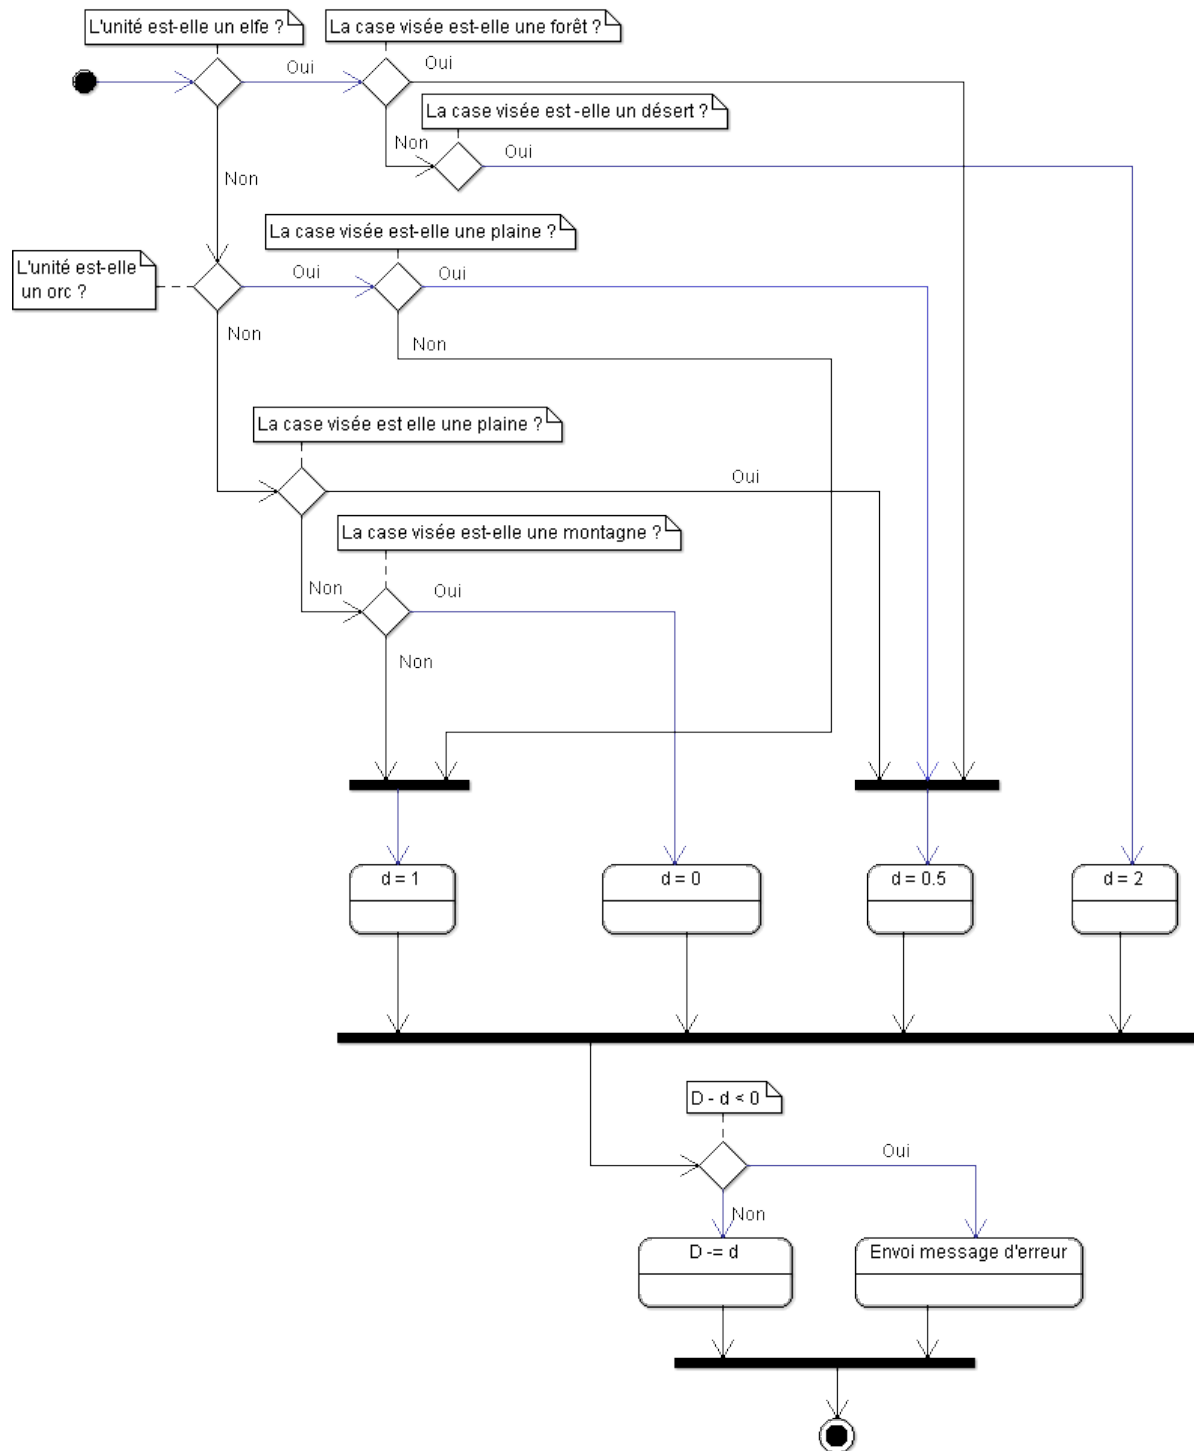 L'unité est-elle un elfe ?
La case visée est-elle une forêt ?
Oui
Oui
La case visée est -elle un désert ?
Non
Oui
Non
La case visée est-elle une plaine ?
L'unité est-elle
un orc ?
Oui
Oui
Non
Non
La case visée est elle une plaine ?
Oui
La case visée est-elle une montagne ?
Non
Oui
Non
d = 1
d = 0
d = 0.5
d = 2
D - d < 0
Oui
Non
D -= d
Envoi message d'erreur